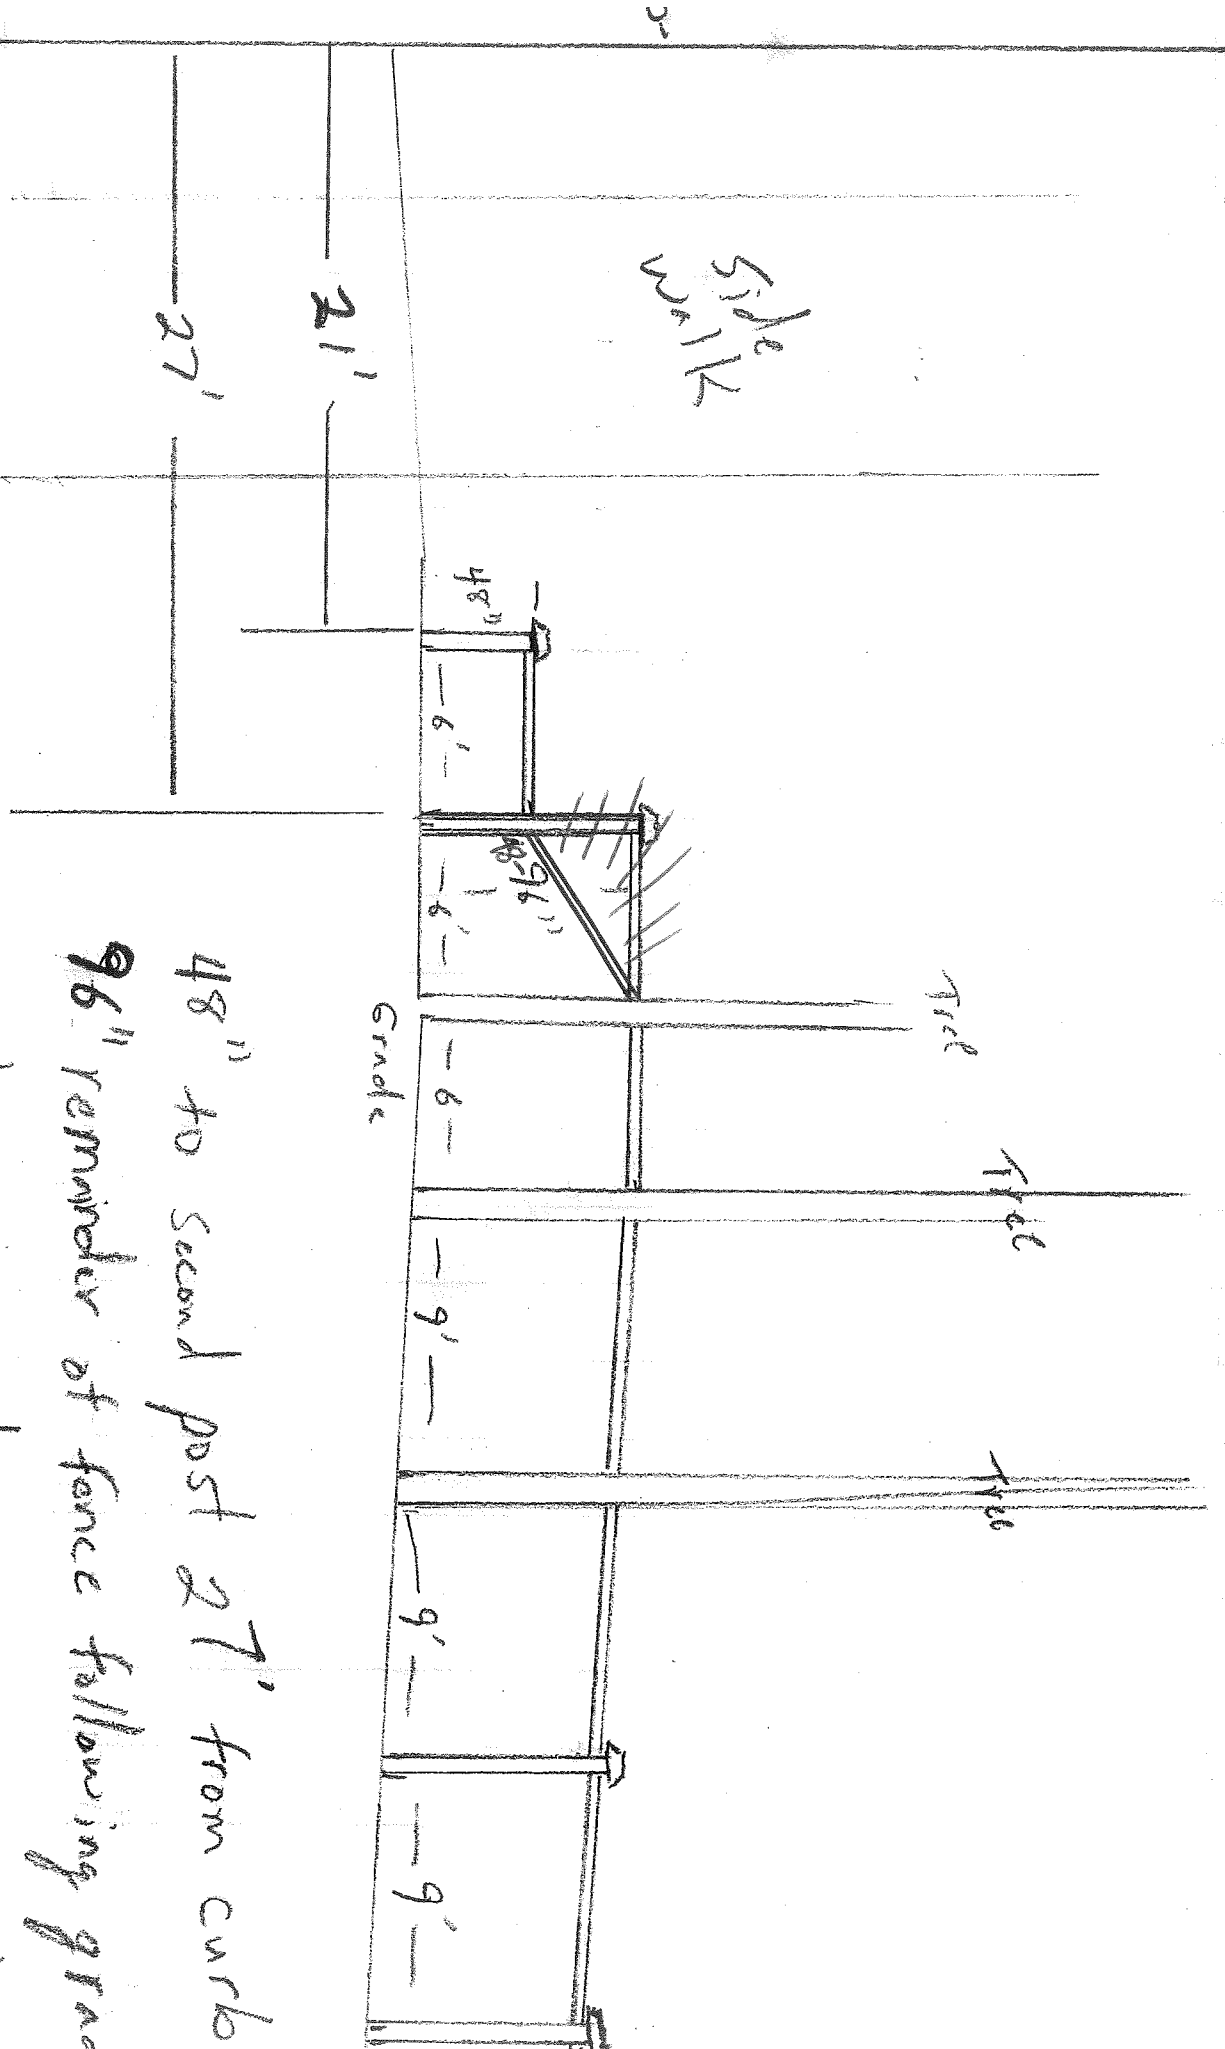 Side
walk
Tree
Tree
Tree
48"
48-96"
- 6' -
- 6' -
- 6 -
- 9' -
- 9' -
- 9' -
Grade
21'
27'
48" to second post 27' from curb
96" remainder of fence following